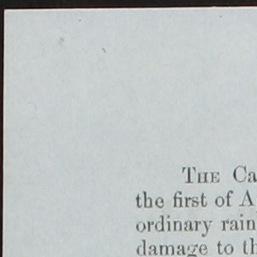 The Ca
the first of A
ordinary rain
damage to th